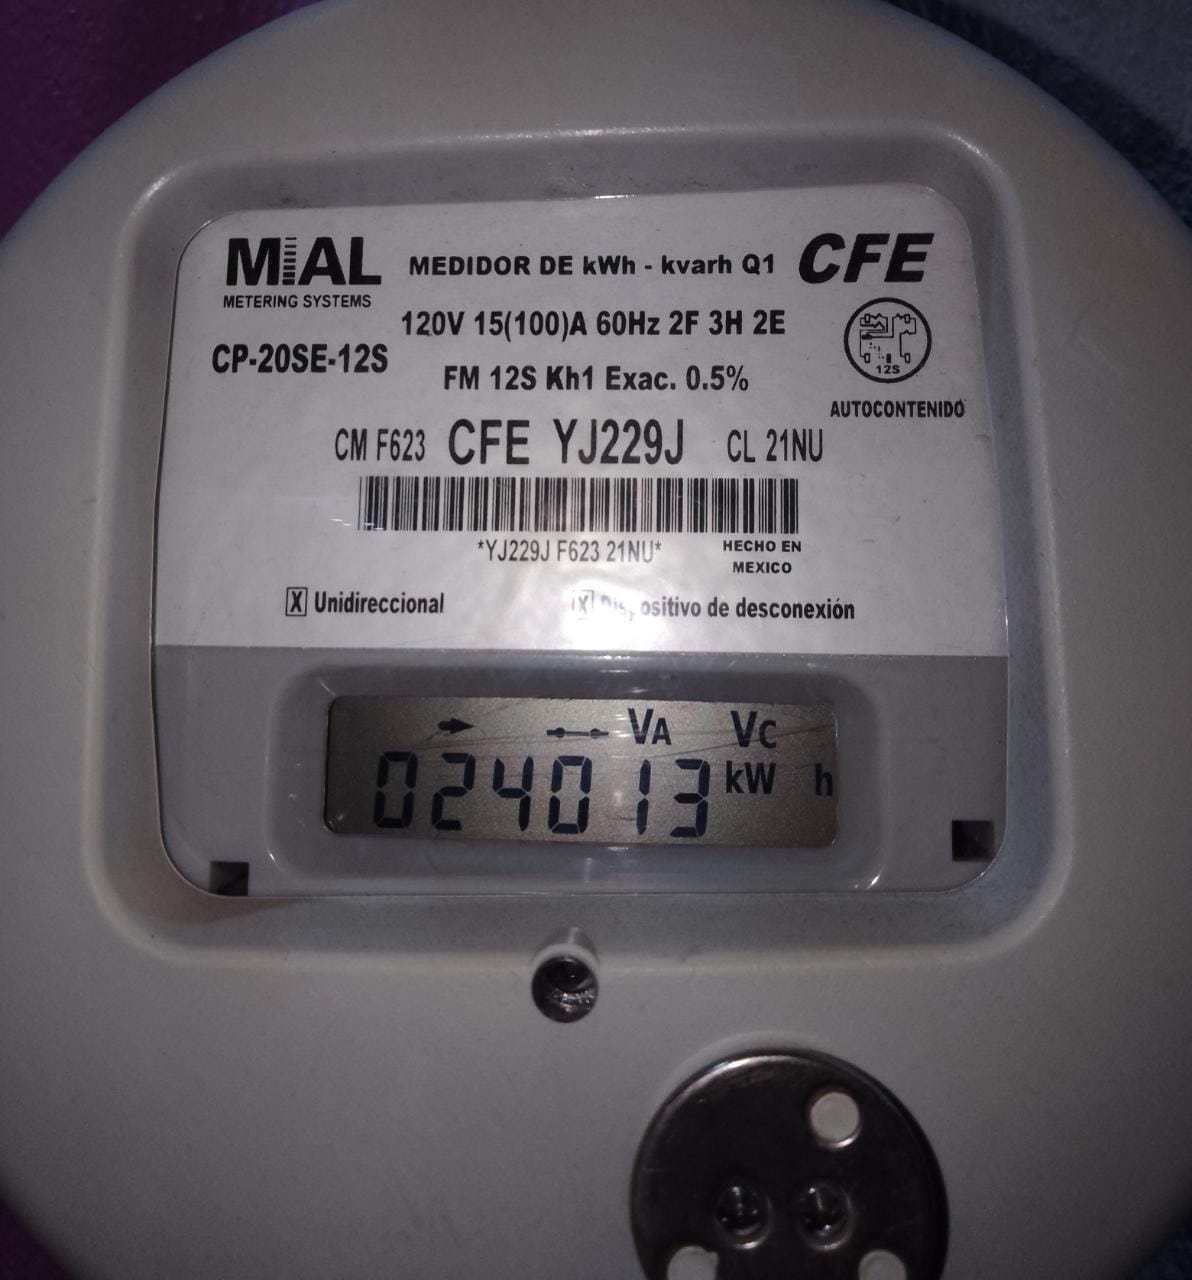 MIAL
METERING SYSTEMS
MEDIDOR DE kWh - kvarh Q1
CFE
120V 15(100)A 60Hz 2F 3H 2E
CP-20SE-12S
FM 12S Kh1 Exac. 0.5%
12S
AUTOCONTENIDO
CM F623 CFE YJ229J CL 21NU
*YJ229J F623 21NU*
HECHO EN
MEXICO
X Unidireccional
X Dispositivo de desconexión
VA VC
024013 kW h